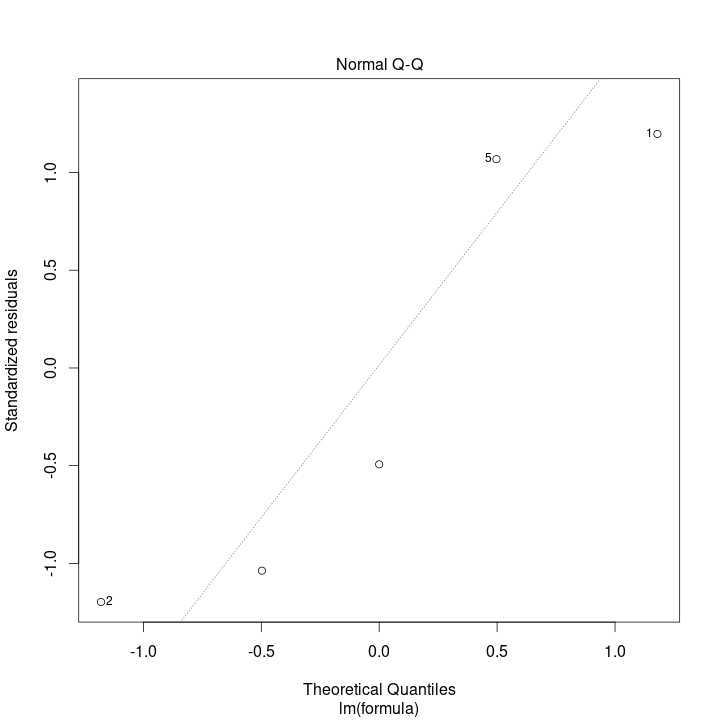 Normal Q-Q
Standardized residuals
1.0
0.5
0.0
-0.5
-1.0
1
5
2
-1.0 -0.5 0.0 0.5 1.0
Theoretical Quantiles
lm(formula)